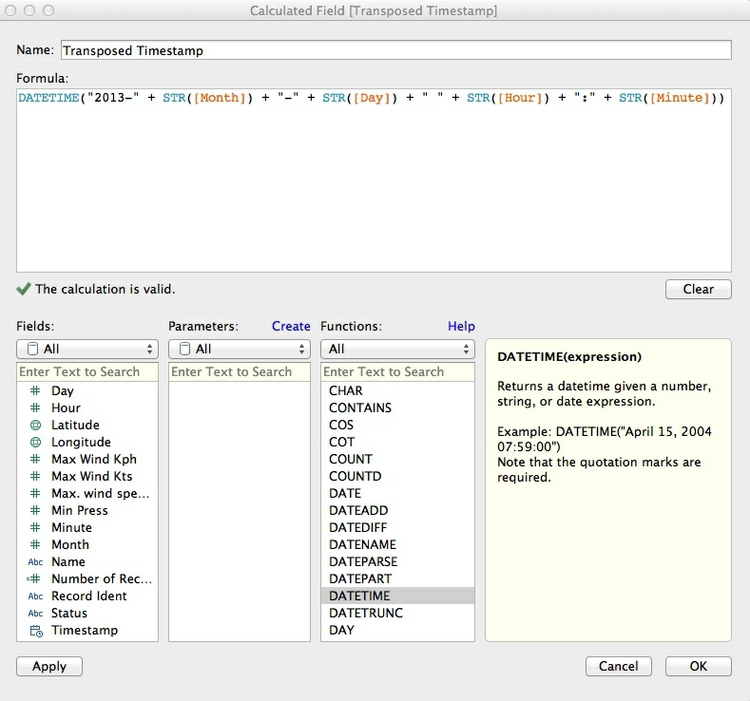 Calculated Field [Transposed Timestamp]
Name: Transposed Timestamp
Formula:
DATETIME("2013-" + STR([Month]) + "-" + STR([Day]) + " " + STR([Hour]) + ":" + STR([Minute]))
The calculation is valid.
Clear
Fields:
All
Enter Text to Search
# Day
# Hour
Latitude
Longitude
# Max Wind Kph
# Max Wind Kts
# Max. wind spe...
# Min Press
# Minute
# Month
Abc Name
=# Number of Rec...
Abc Record Ident
Abc Status
Timestamp
Parameters: Create
All
Enter Text to Search
Functions: Help
All
Enter Text to Search
CHAR
CONTAINS
COS
COT
COUNT
COUNTD
DATE
DATEADD
DATEDIFF
DATENAME
DATEPARSE
DATEPART
DATETIME
DATETRUNC
DAY
DATETIME(expression)
Returns a datetime given a number,
string, or date expression.
Example: DATETIME("April 15, 2004
07:59:00")
Note that the quotation marks are
required.
Apply
Cancel
OK